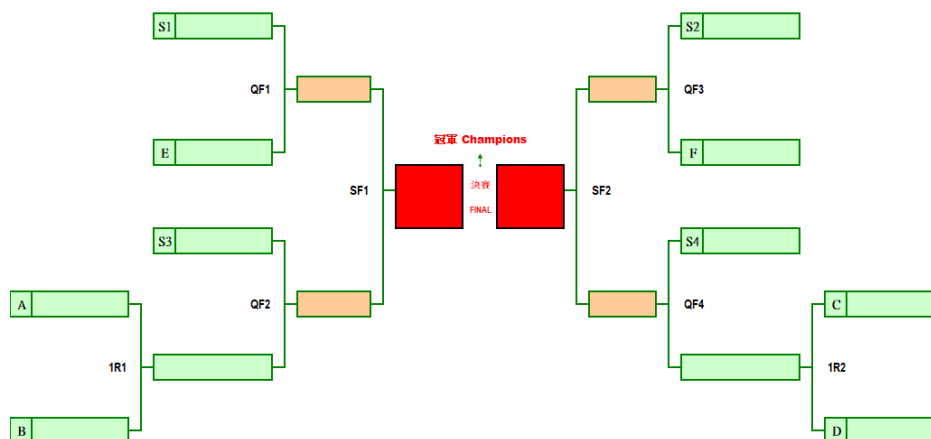 S1
S2
QF1
QF3
冠軍 Champions
E
F
SF1
決賽
FINAL
SF2
S3
S4
A
QF2
QF4
C
1R1
1R2
B
D